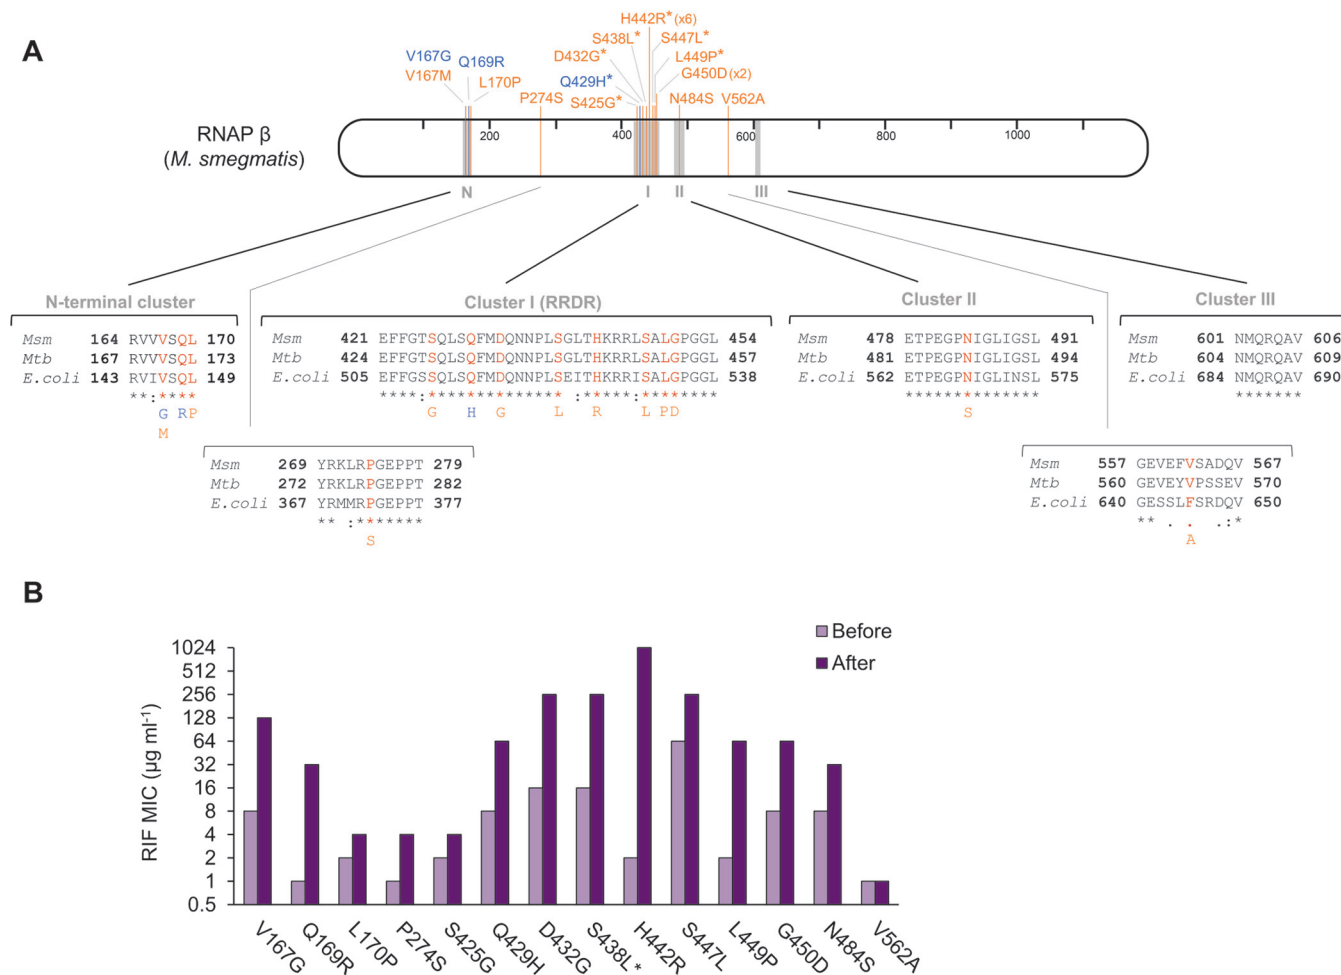 A
H442R* (x6)
S438L* S447L*
D432G* L449P*
V167G Q169R Q429H* G450D (x2)
V167M L170P P274S S425G* N484S V562A
RNAP β
(M. smegmatis)
200 400 600 800 1000
N I II III
N-terminal cluster
Msm 164 RVVVSQL 170
Mtb 167 RVVVSQL 173
E.coli 143 RVIVSQL 149
**:****
G RP
M
Cluster I (RRDR)
Msm 421 EFFGTSQLSQFMDQNNPLSGLTHKRRLSALGPGGL 454
Mtb 424 EFFGTSQLSQFMDQNNPLSGLTHKRRLSALGPGGL 457
E.coli 505 EFFGSSQLSQFMDQNNPLSEITHKRRISALGPGGL 538
G H G L R L PD
Cluster II
Msm 478 ETPEGPNIGLIGSL 491
Mtb 481 ETPEGPNIGLIGSL 494
E.coli 562 ETPEGPNIGLINSL 575
S
Cluster III
Msm 601 NMQRQAV 606
Mtb 604 NMQRQAV 609
E.coli 684 NMQRQAV 690
*******
Msm 269 YRKLRPGEPPT 279
Mtb 272 YRKLRPGEPPT 282
E.coli 367 YRMMRPGEPPT 377
** :*******
S
Msm 557 GEVEFVSADQV 567
Mtb 560 GEVEYVPSSEV 570
E.coli 640 GESSLFSRDQV 650
** . . .:*
A
B
Before
After
RIF MIC (µg ml-1)
1024
512
256
128
64
32
16
8
4
2
1
0.5
V167G Q169R L170P P274S S425G Q429H D432G S438L* H442R S447L L449P G450D N484S V562A